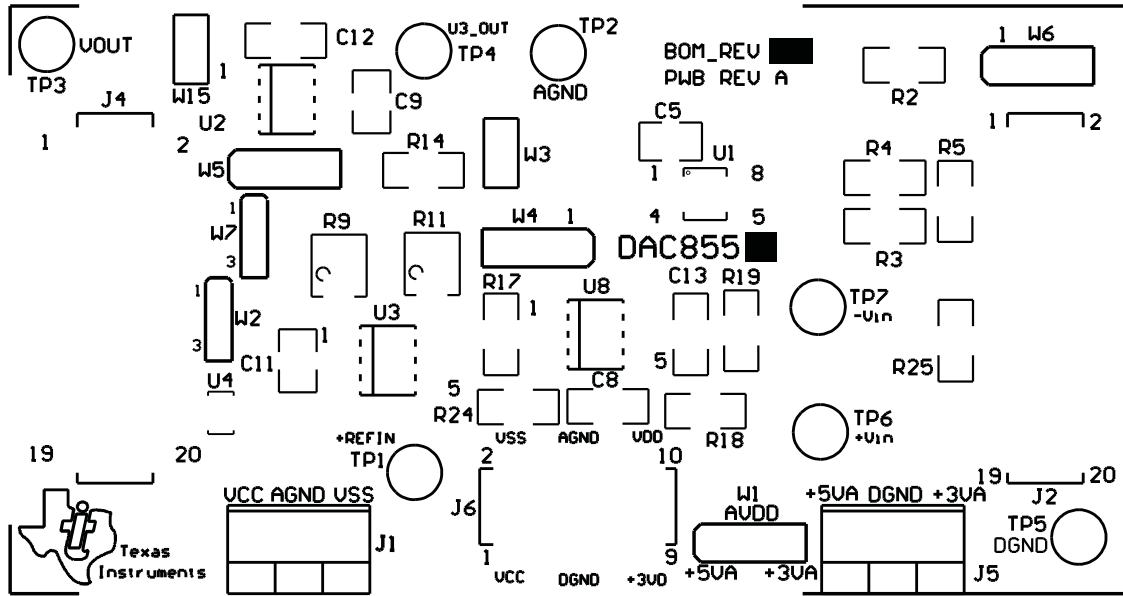 VOUT
TP3
J4
1
2
W15
1
U2
C12
C9
U3_OUT
TP4
TP2
AGND
BOM_REV
PWB REV A
1 W6
R2
1
2
C5
U1
1
8
4
5
R14
W3
W5
R4
R5
R3
1
W7
3
R9
R11
W4 1
DAC855
1
W2
3
U3
R17
1
U8
C13
R19
TP7
-Vin
C11
1
U4
5
R24
C8
5
R18
R25
TP6
+Vin
VSS
AGND
VDD
+REFIN
TP1
2
10
J6
1
9
VCC
DGND
+3VD
19
20
VCC AGND VSS
J1
Texas
Instruments
W1
AVDD
+5VA
+3VA
+5VA DGND +3VA
J5
19
20
J2
TP5
DGND